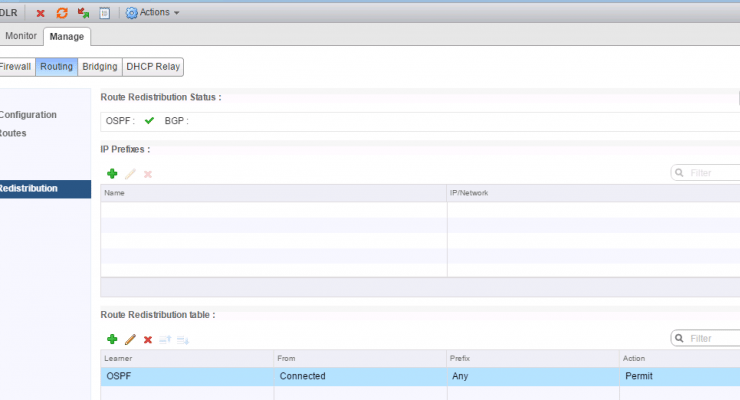 DLR Actions
Monitor Manage
Firewall Routing Bridging DHCP Relay
Route Redistribution Status :
Configuration
OSPF : BGP :
Routes
IP Prefixes :
Filter
Redistribution
Name IP/Network
Route Redistribution table :
Filter
Learner From Prefix Action
OSPF Connected Any Permit